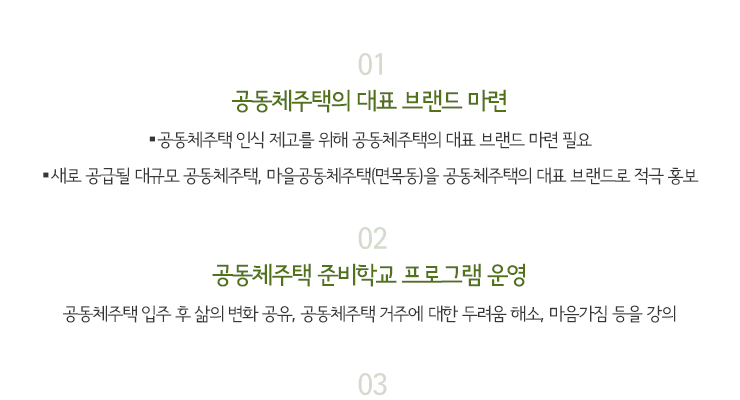 01
공동체주택의 대표 브랜드 마련
▪공동체주택 인식 제고를 위해 공동체주택의 대표 브랜드 마련 필요
▪새로 공급될 대규모 공동체주택, 마을공동체주택(면목동)을 공동체주택의 대표 브랜드로 적극 홍보
02
공동체주택 준비학교 프로그램 운영
공동체주택 입주 후 삶의 변화 공유, 공동체주택 거주에 대한 두려움 해소, 마음가짐 등을 강의
03